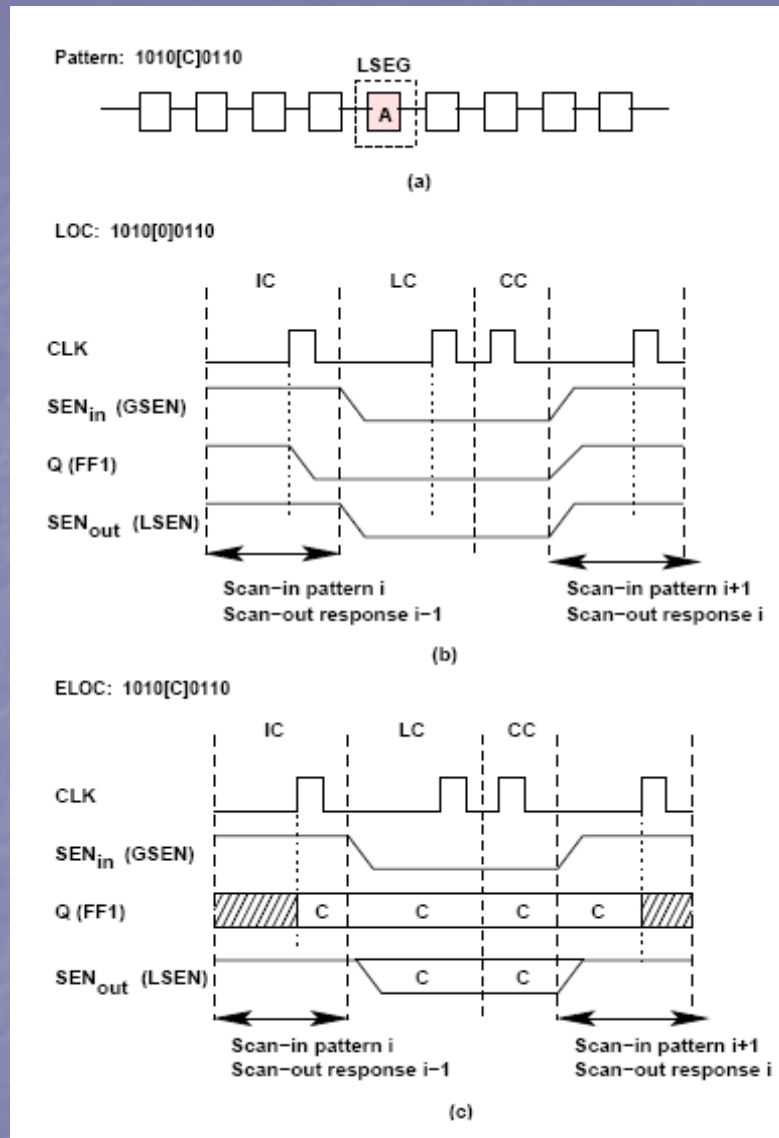 Pattern: 1010[C]0110
LSEG
A
(a)
LOC: 1010[0]0110
IC LC CC
CLK
SENin (GSEN)
Q (FF1)
SENout (LSEN)
Scan-in pattern i
Scan-out response i-1
Scan-in pattern i+1
Scan-out response i
(b)
ELOC: 1010[C]0110
IC LC CC
CLK
SENin (GSEN)
Q (FF1) C C C C
SENout (LSEN) C C
Scan-in pattern i
Scan-out response i-1
Scan-in pattern i+1
Scan-out response i
(c)